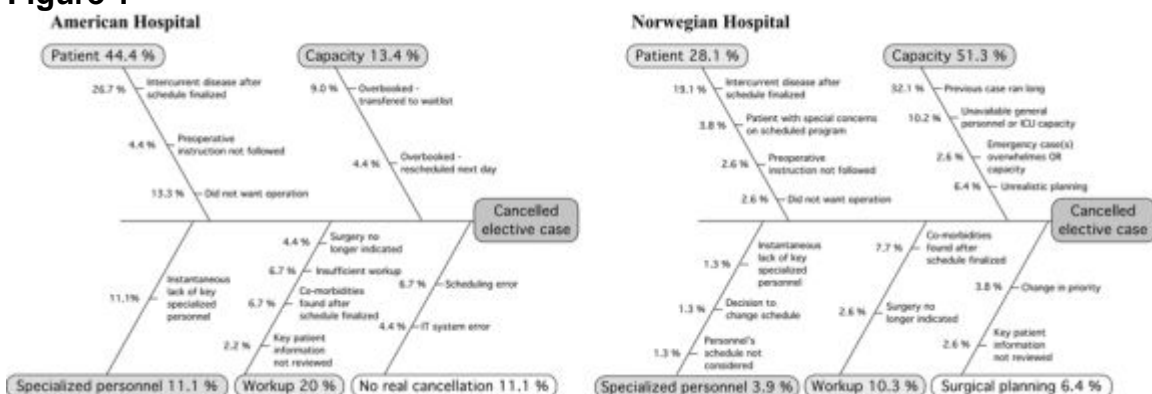 American Hospital
Patient 44.4 %
Capacity 13.4 %
26.7 %
Intercurrent disease after
schedule finalized
9.0 %
Overbooked -
transfered to waitlist
4.4 %
Preoperative
instruction not followed
4.4 %
Overbooked -
rescheduled next day
13.3 %
Did not want operation
Cancelled
elective case
11.1%
Instantaneous
lack of key
specialized
personnel
4.4 %
Surgery no
longer indicated
6.7 %
Insufficient workup
6.7 %
Co-morbidities
found after
schedule finalized
2.2 %
Key patient
information
not reviewed
6.7 %
Scheduling error
4.4 %
IT system error
Specialized personnel 11.1 %
Workup 20 %
No real cancellation 11.1 %
Norwegian Hospital
Patient 28.1 %
Capacity 51.3 %
19.1 %
Intercurrent disease after
schedule finalized
3.8 %
Patient with special concerns
on scheduled program
2.6 %
Preoperative
instruction not followed
2.6 %
Did not want operation
32.1 %
Previous case ran long
10.2 %
Unavailable general
personnel or ICU capacity
2.6 %
Emergency case(s)
overwhelmes OR
capacity
6.4 %
Unrealistic planning
Cancelled
elective case
1.3 %
Instantaneous
lack of key
specialized
personnel
1.3 %
Decision to
change schedule
1.3 %
Personnel's
schedule not
considered
7.7 %
Co-morbidities
found after
schedule finalized
2.6 %
Surgery no
longer indicated
3.8 %
Change in priority
2.6 %
Key patient
information
not reviewed
Specialized personnel 3.9 %
Workup 10.3 %
Surgical planning 6.4 %